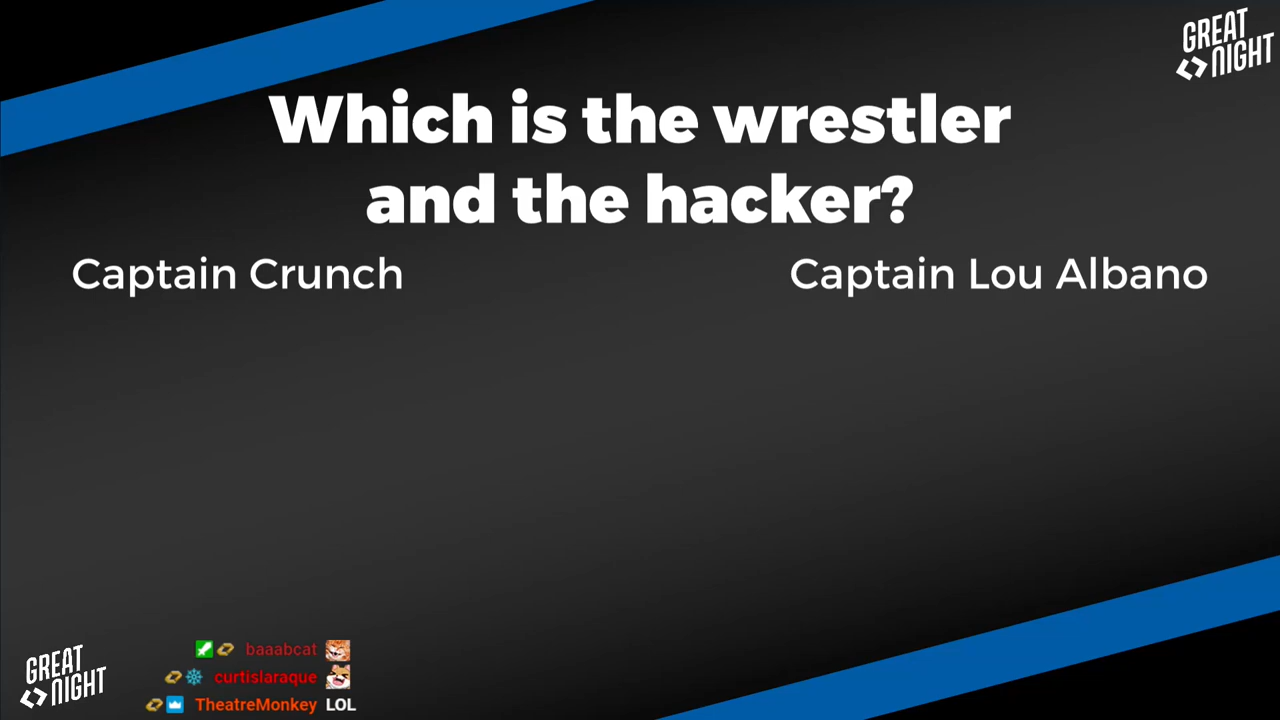 GREAT
NIGHT
Which is the wrestler
and the hacker?
Captain Crunch
Captain Lou Albano
GREAT
NIGHT
baaabcat
curtislaraque
TheatreMonkey LOL